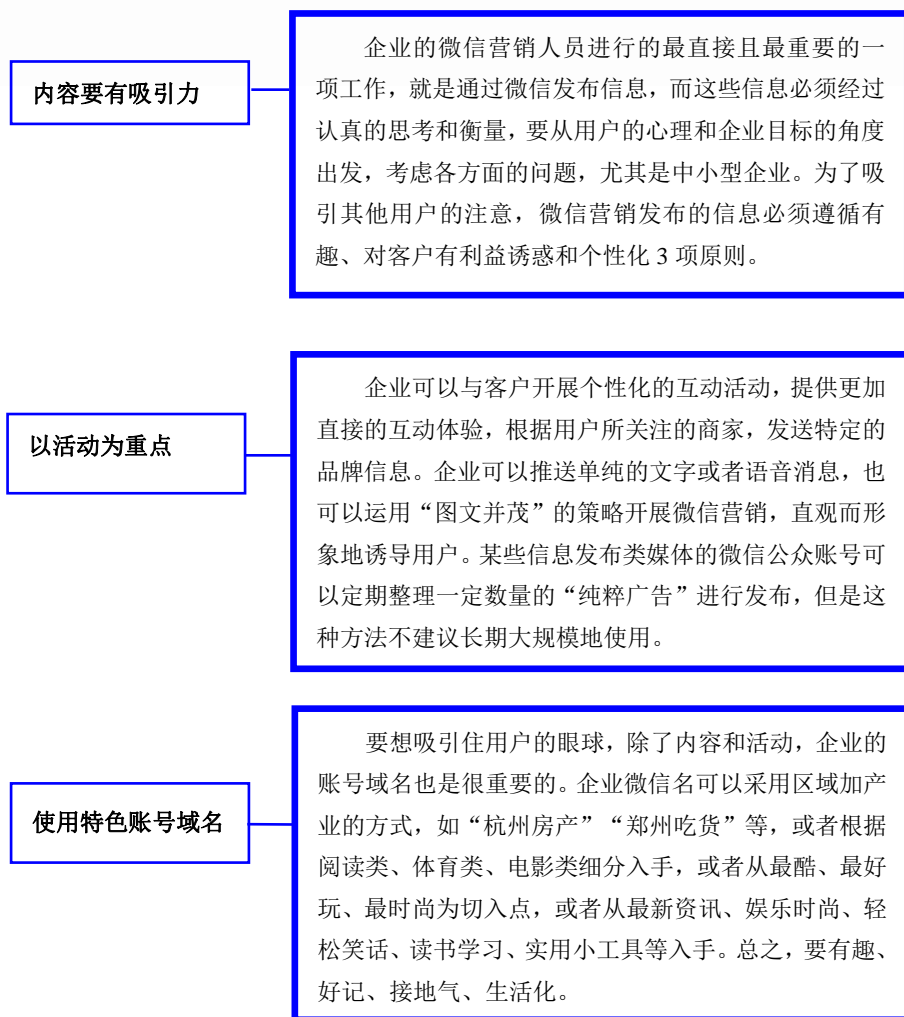 内容要有吸引力
企业的微信营销人员进行的最直接且最重要的一
项工作，就是通过微信发布信息，而这些信息必须经过
认真的思考和衡量，要从用户的心理和企业目标的角度
出发，考虑各方面的问题，尤其是中小型企业。为了吸
引其他用户的注意，微信营销发布的信息必须遵循有
趣、对客户有利益诱惑和个性化 3 项原则。
以活动为重点
企业可以与客户开展个性化的互动活动，提供更加
直接的互动体验，根据用户所关注的商家，发送特定的
品牌信息。企业可以推送单纯的文字或者语音消息，也
可以运用“图文并茂”的策略开展微信营销，直观而形
象地诱导用户。某些信息发布类媒体的微信公众账号可
以定期整理一定数量的“纯粹广告”进行发布，但是这
种方法不建议长期大规模地使用。
使用特色账号域名
要想吸引住用户的眼球，除了内容和活动，企业的
账号域名也是很重要的。企业微信名可以采用区域加产
业的方式，如“杭州房产”“郑州吃货”等，或者根据
阅读类、体育类、电影类细分入手，或者从最酷、最好
玩、最时尚为切入点，或者从最新资讯、娱乐时尚、轻
松笑话、读书学习、实用小工具等入手。总之，要有趣、
好记、接地气、生活化。